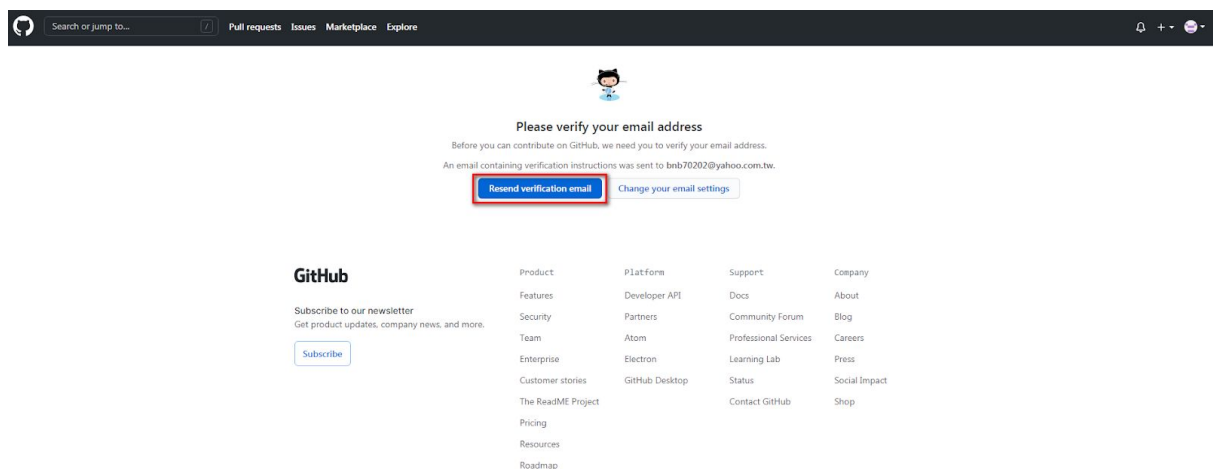 Search or jump to... /
Pull requests Issues Marketplace Explore
Please verify your email address
Before you can contribute on GitHub, we need you to verify your email address.
An email containing verification instructions was sent to bnb70202@yahoo.com.tw.
Resend verification email Change your email settings
GitHub
Subscribe to our newsletter
Get product updates, company news, and more.
Subscribe
Product
Features
Security
Team
Enterprise
Customer stories
The ReadME Project
Pricing
Resources
Roadmap
Platform
Developer API
Partners
Atom
Electron
GitHub Desktop
Support
Docs
Community Forum
Professional Services
Learning Lab
Status
Contact GitHub
Company
About
Blog
Careers
Press
Social Impact
Shop